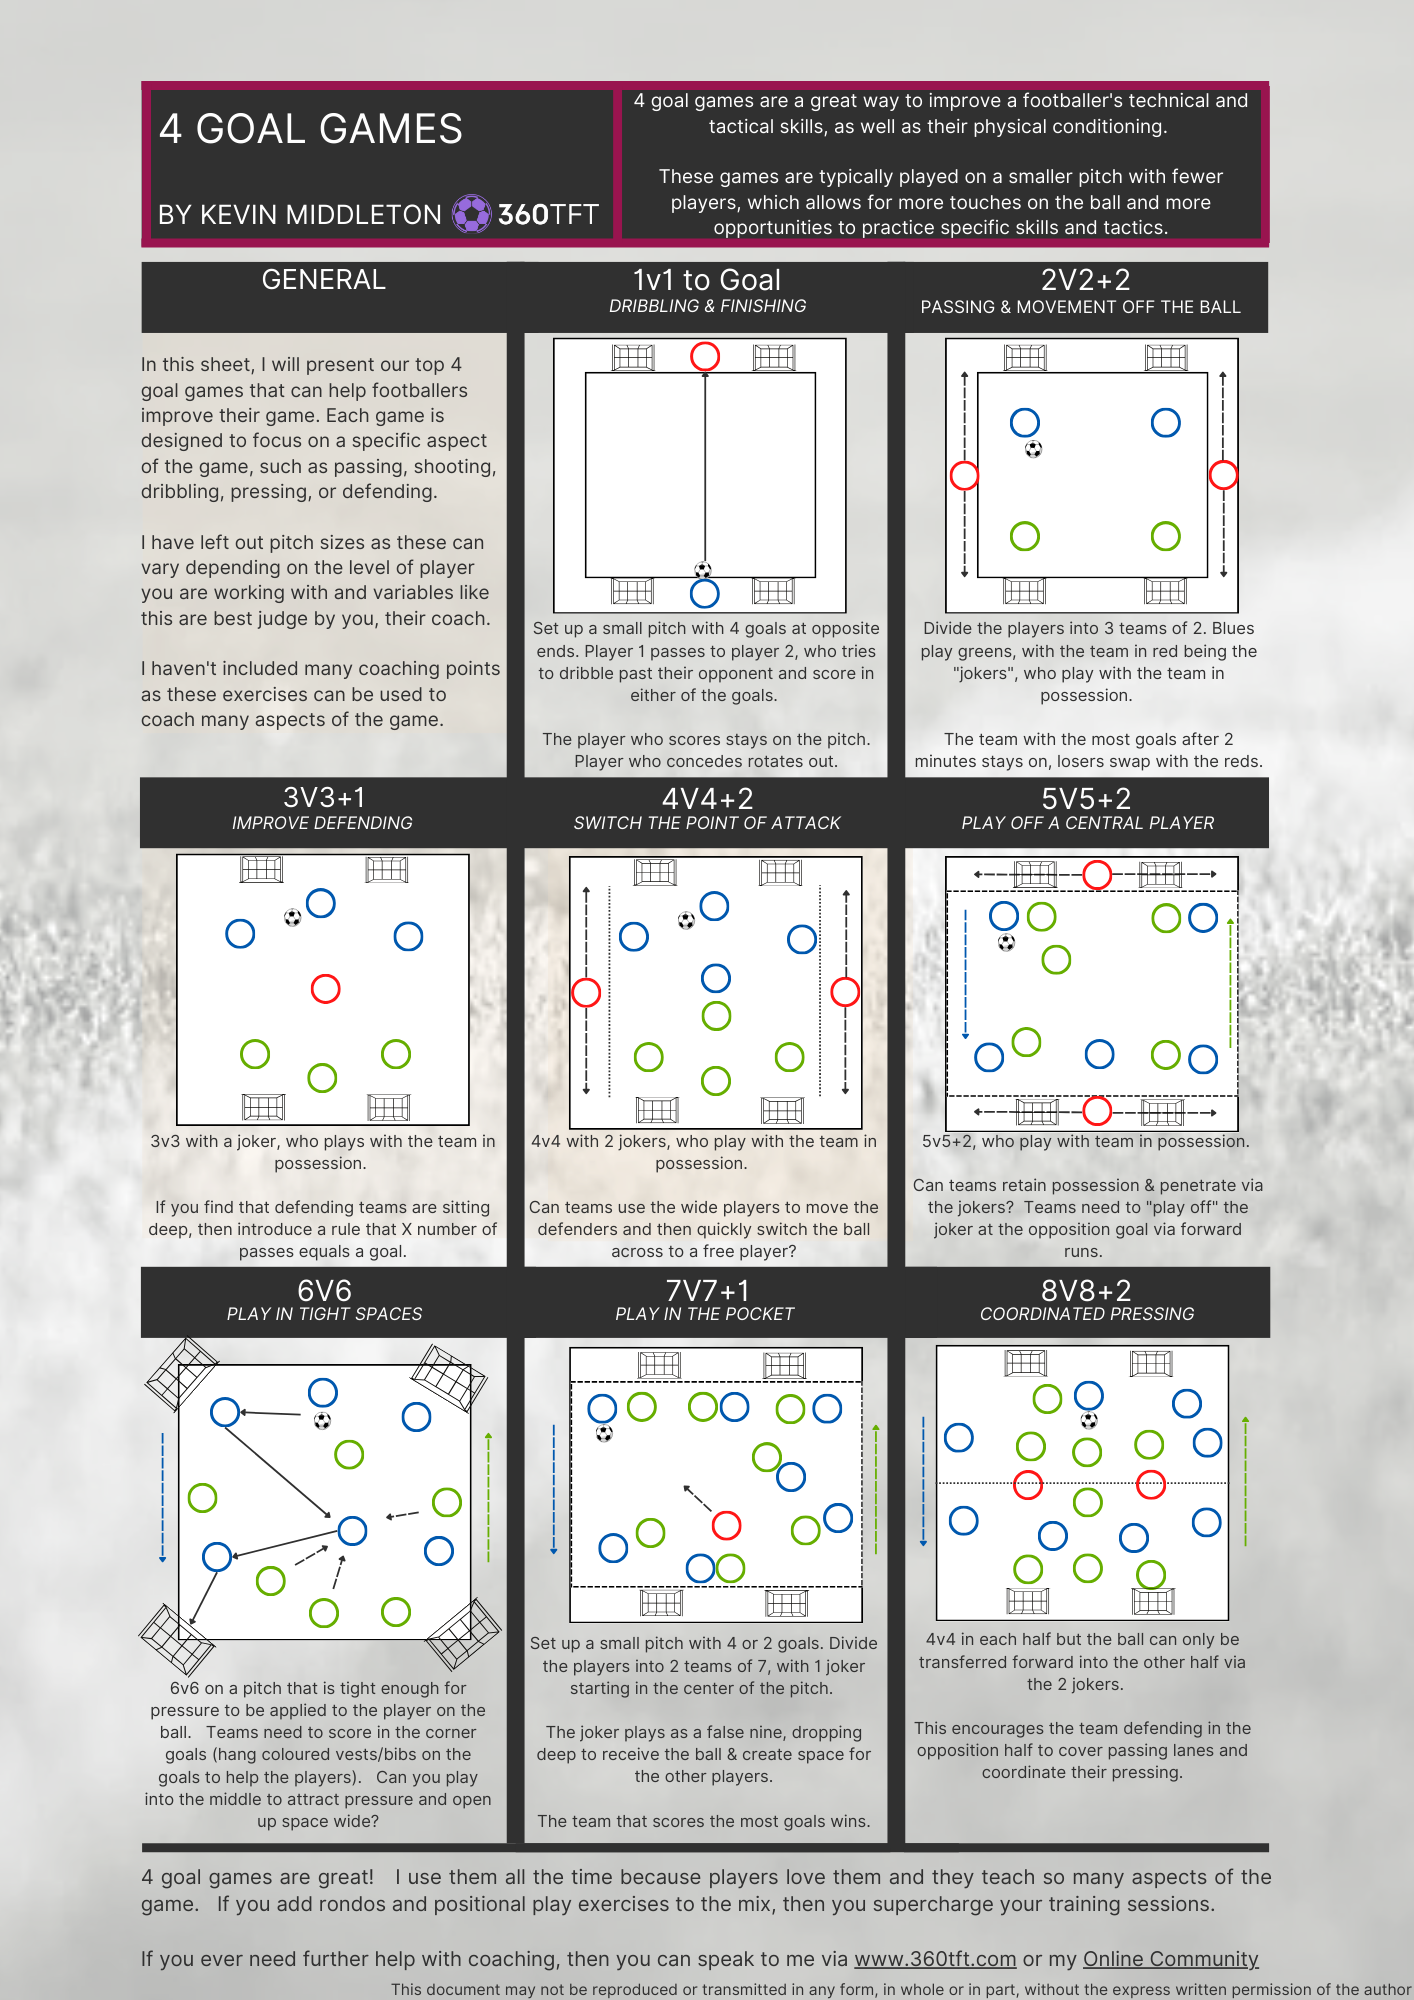 4 GOAL GAMES
BY KEVIN MIDDLETON 360TFT
4 goal games are a great way to improve a footballer's technical and
tactical skills, as well as their physical conditioning.
These games are typically played on a smaller pitch with fewer
players, which allows for more touches on the ball and more
opportunities to practice specific skills and tactics.
GENERAL
In this sheet, I will present our top 4
goal games that can help footballers
improve their game. Each game is
designed to focus on a specific aspect
of the game, such as passing, shooting,
dribbling, pressing, or defending.
I have left out pitch sizes as these can
vary depending on the level of player
you are working with and variables like
this are best judge by you, their coach.
I haven't included many coaching points
as these exercises can be used to
coach many aspects of the game.
1v1 to Goal
DRIBBLING & FINISHING
Set up a small pitch with 4 goals at opposite
ends. Player 1 passes to player 2, who tries
to dribble past their opponent and score in
either of the goals.
The player who scores stays on the pitch.
Player who concedes rotates out.
2V2+2
PASSING & MOVEMENT OFF THE BALL
Divide the players into 3 teams of 2. Blues
play greens, with the team in red being the
"jokers", who play with the team in
possession.
The team with the most goals after 2
minutes stays on, losers swap with the reds.
3V3+1
IMPROVE DEFENDING
3v3 with a joker, who plays with the team in
possession.
If you find that defending teams are sitting
deep, then introduce a rule that X number of
passes equals a goal.
4V4+2
SWITCH THE POINT OF ATTACK
4v4 with 2 jokers, who play with the team in
possession.
Can teams use the wide players to move the
defenders and then quickly switch the ball
across to a free player?
5V5+2
PLAY OFF A CENTRAL PLAYER
5v5+2, who play with team in possession.
Can teams retain possession & penetrate via
the jokers? Teams need to "play off" the
joker at the opposition goal via forward
runs.
6V6
PLAY IN TIGHT SPACES
6v6 on a pitch that is tight enough for
pressure to be applied to the player on the
ball. Teams need to score in the corner
goals (hang coloured vests/bibs on the
goals to help the players). Can you play
into the middle to attract pressure and open
up space wide?
7V7+1
PLAY IN THE POCKET
Set up a small pitch with 4 or 2 goals. Divide
the players into 2 teams of 7, with 1 joker
starting in the center of the pitch.
The joker plays as a false nine, dropping
deep to receive the ball & create space for
the other players.
The team that scores the most goals wins.
8V8+2
COORDINATED PRESSING
4v4 in each half but the ball can only be
transferred forward into the other half via
the 2 jokers.
This encourages the team defending in the
opposition half to cover passing lanes and
coordinate their pressing.
4 goal games are great! I use them all the time because players love them and they teach so many aspects of the
game. If you add rondos and positional play exercises to the mix, then you supercharge your training sessions.
If you ever need further help with coaching, then you can speak to me via www.360tft.com or my Online Community
This document may not be reproduced or transmitted in any form, in whole or in part, without the express written permission of the author